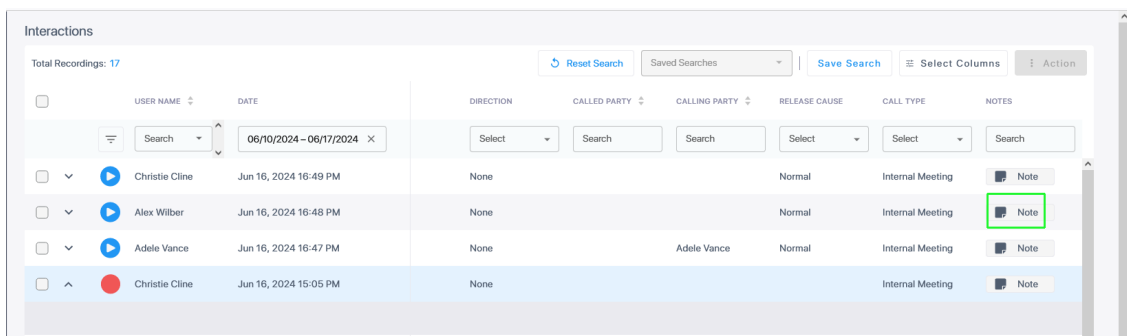 Interactions
Total Recordings: 17 Reset Search Saved Searches Save Search Select Columns Action
USER NAME DATE DIRECTION CALLED PARTY CALLING PARTY RELEASE CAUSE CALL TYPE NOTES
Search 06/10/2024 – 06/17/2024 Select Search Search Select Select Search
Christie Cline Jun 16, 2024 16:49 PM None Normal Internal Meeting Note
Alex Wilber Jun 16, 2024 16:48 PM None Normal Internal Meeting Note
Adele Vance Jun 16, 2024 16:47 PM None Adele Vance Normal Internal Meeting Note
Christie Cline Jun 16, 2024 15:05 PM None Internal Meeting Note